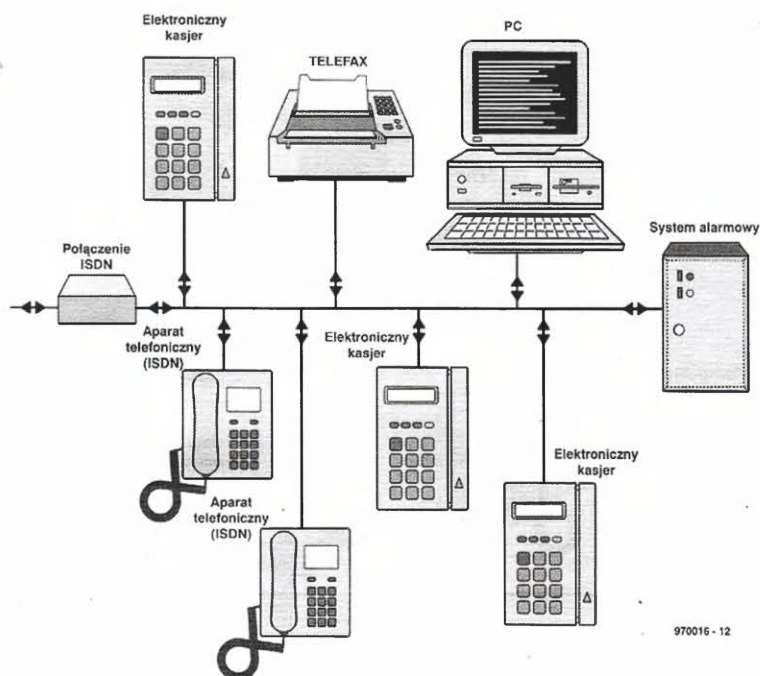 Elektroniczny
kasjer
TELEFAX
PC
System alarmowy
Połączenie
ISDN
Aparat
telefoniczny
(ISDN)
Elektroniczny
kasjer
Elektroniczny
kasjer
Aparat
telefoniczny
(ISDN)
970016 - 12